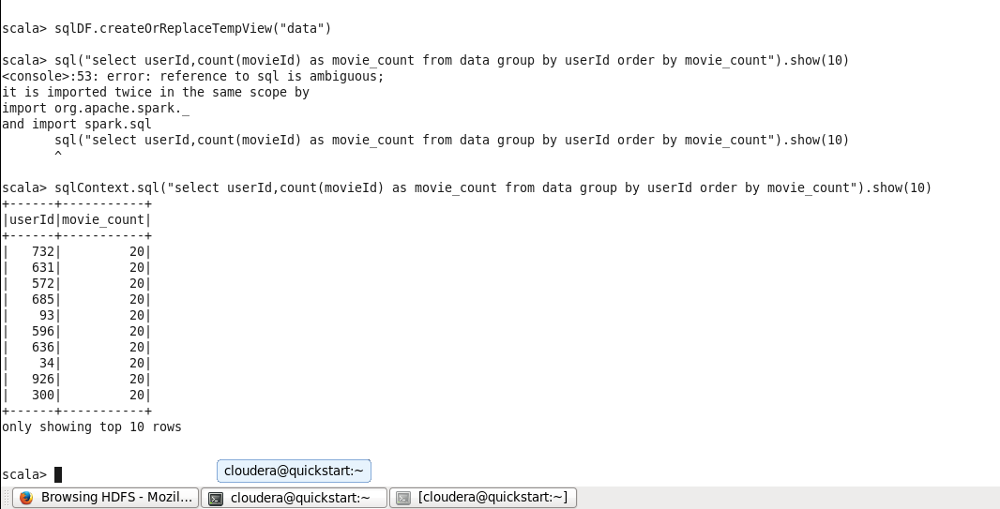 scala> sqlDF.createOrReplaceTempView("data")
scala> sql("select userId,count(movieId) as movie_count from data group by userId order by movie_count").show(10)
<console>:53: error: reference to sql is ambiguous;
it is imported twice in the same scope by
import org.apache.spark._
and import spark.sql
       sql("select userId,count(movieId) as movie_count from data group by userId order by movie_count").show(10)
       ^
scala> sqlContext.sql("select userId,count(movieId) as movie_count from data group by userId order by movie_count").show(10)
+------+-----------+
|userId|movie_count|
+------+-----------+
|   732|         20|
|   631|         20|
|   572|         20|
|   685|         20|
|    93|         20|
|   596|         20|
|   636|         20|
|    34|         20|
|   926|         20|
|   300|         20|
+------+-----------+
only showing top 10 rows
scala>
cloudera@quickstart:~
Browsing HDFS - Mozil... cloudera@quickstart:~ [cloudera@quickstart:~]